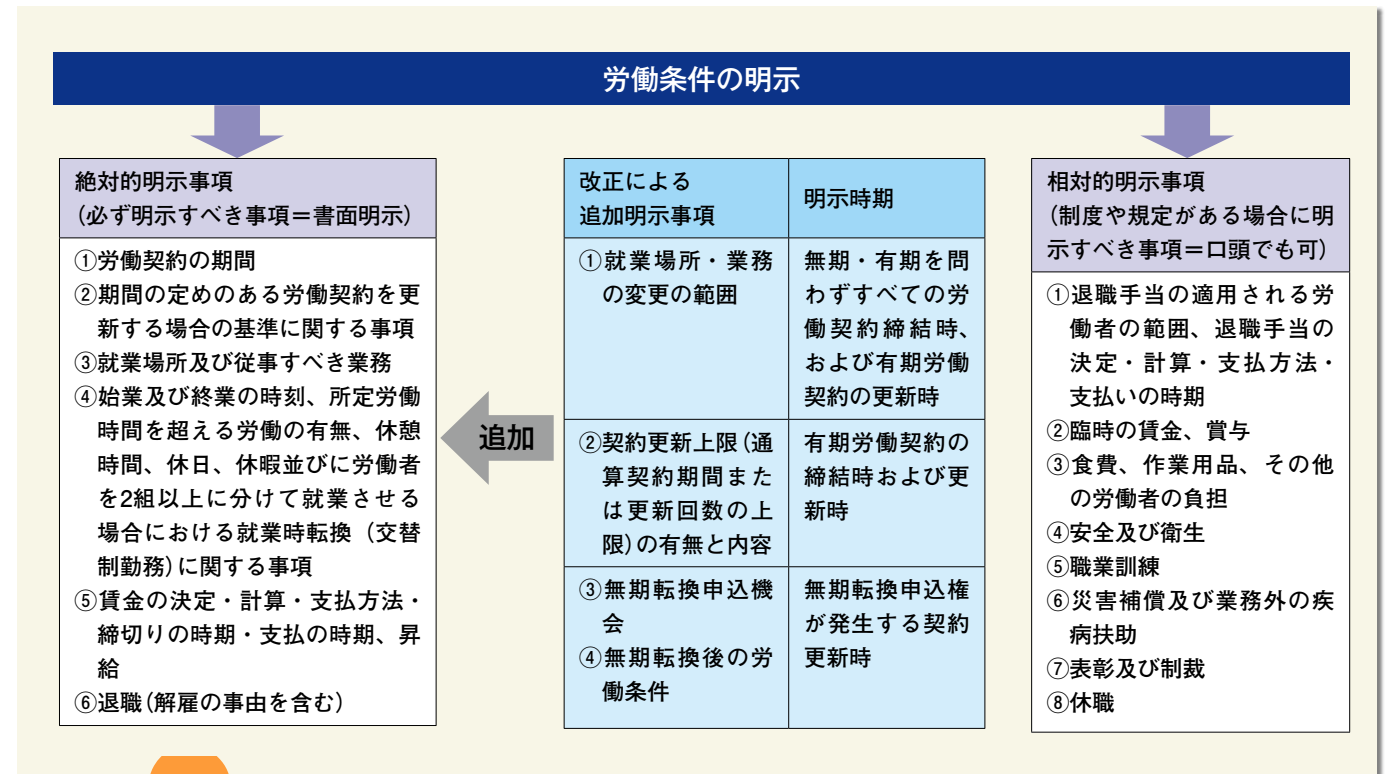 労働条件の明示
絶対的明示事項
(必ず明示すべき事項=書面明示)
①労働契約の期間
②期間の定めのある労働契約を更
新する場合の基準に関する事項
③就業場所及び従事すべき業務
④始業及び終業の時刻、所定労働
時間を超える労働の有無、休憩
時間、休日、休暇並びに労働者
を2組以上に分けて就業させる
場合における就業時転換(交替
制勤務)に関する事項
⑤賃金の決定・計算・支払方法・
締切りの時期・支払の時期、昇
給
⑥退職(解雇の事由を含む)
追加
改正による
追加明示事項
明示時期
①就業場所・業務
の変更の範囲
無期・有期を問
わずすべての労
働契約締結時、
および有期労働
契約の更新時
②契約更新上限(通
算契約期間また
は更新回数の上
限)の有無と内容
有期労働契約の
締結時および更
新時
③無期転換申込機
会
④無期転換後の労
働条件
無期転換申込権
が発生する契約
更新時
相対的明示事項
(制度や規定がある場合に明
示すべき事項=口頭でも可)
①退職手当の適用される労
働者の範囲、退職手当の
決定・計算・支払方法・
支払いの時期
②臨時の賃金、賞与
③食費、作業用品、その他
の労働者の負担
④安全及び衛生
⑤職業訓練
⑥災害補償及び業務外の疾
病扶助
⑦表彰及び制裁
⑧休職